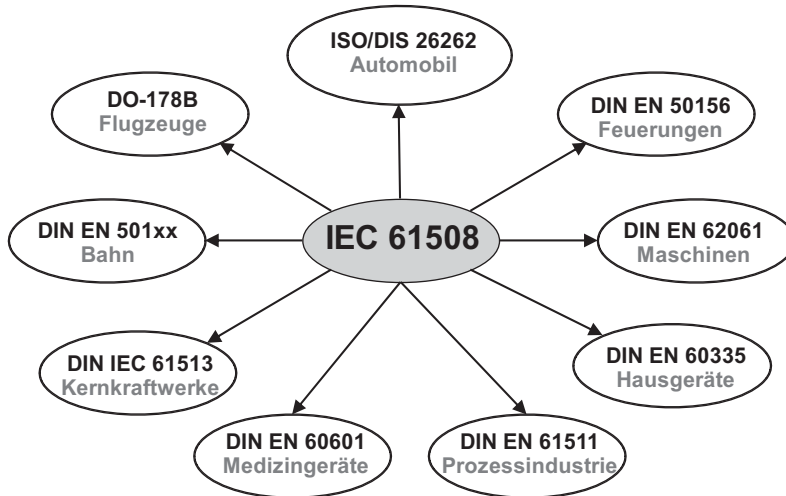 ISO/DIS 26262
Automobil
DO-178B
Flugzeuge
DIN EN 50156
Feuerungen
DIN EN 501xx
Bahn
IEC 61508
DIN EN 62061
Maschinen
DIN IEC 61513
Kernkraftwerke
DIN EN 60335
Hausgeräte
DIN EN 60601
Medizingeräte
DIN EN 61511
Prozessindustrie